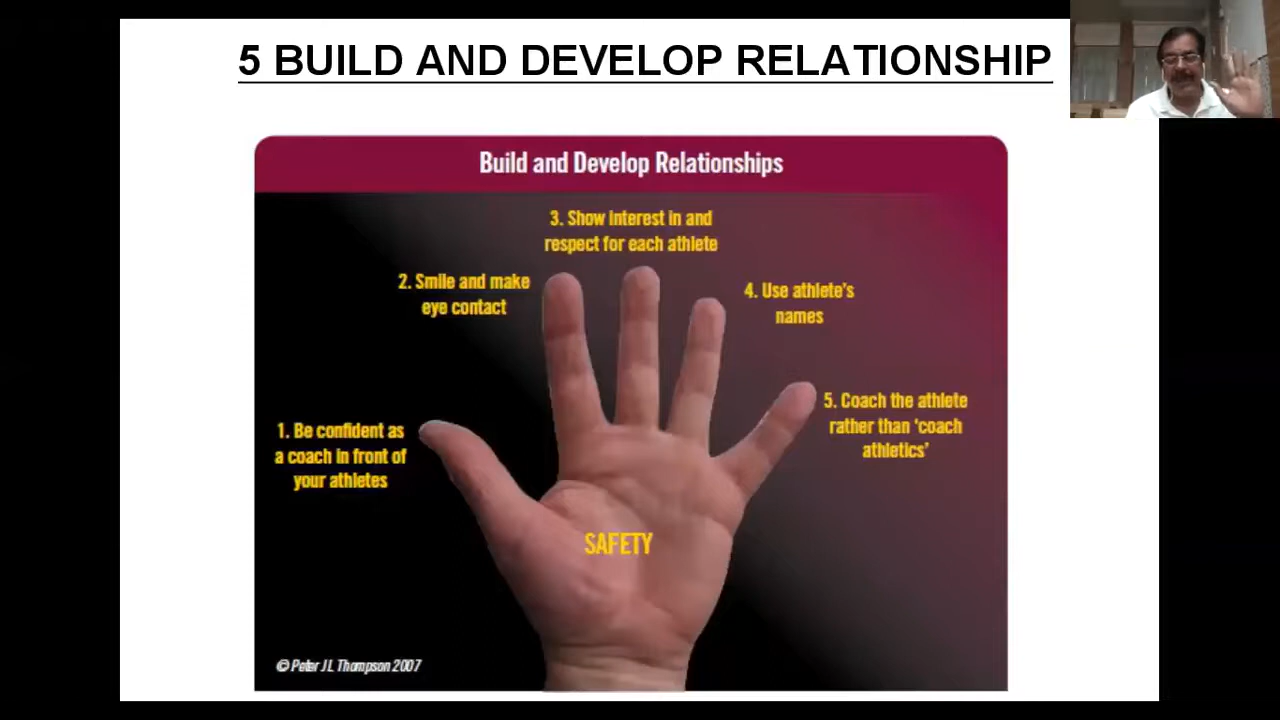 5 BUILD AND DEVELOP RELATIONSHIP
Build and Develop Relationships
3. Show interest in and
respect for each athlete
2. Smile and make
eye contact
4. Use athlete's
names
1. Be confident as
a coach in front of
your athletes
5. Coach the athlete
rather than 'coach
athletics'
SAFETY
© Peter J L Thompson 2007